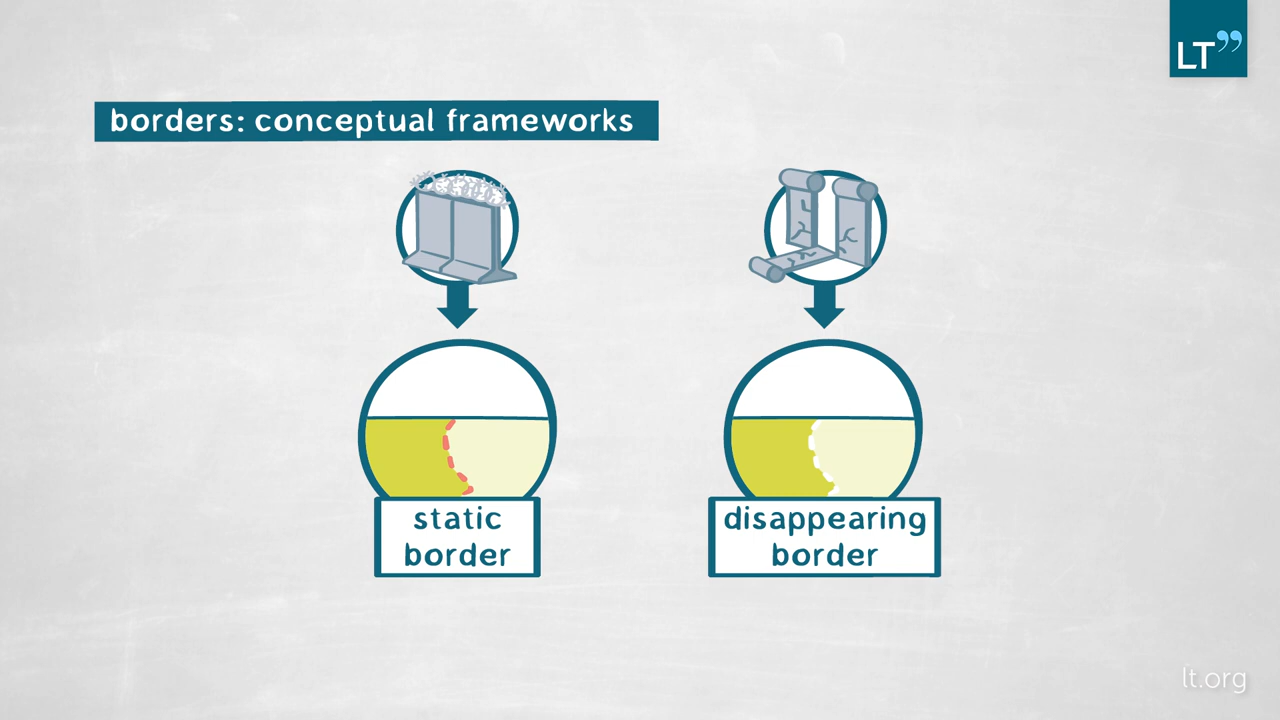 LT”
borders: conceptual frameworks
static
border
disappearing
border
lt.org